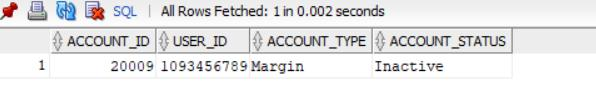 SQL | All Rows Fetched: 1 in 0.002 seconds
ACCOUNT_ID USER_ID ACCOUNT_TYPE ACCOUNT_STATUS
1 20009 1093456789 Margin Inactive